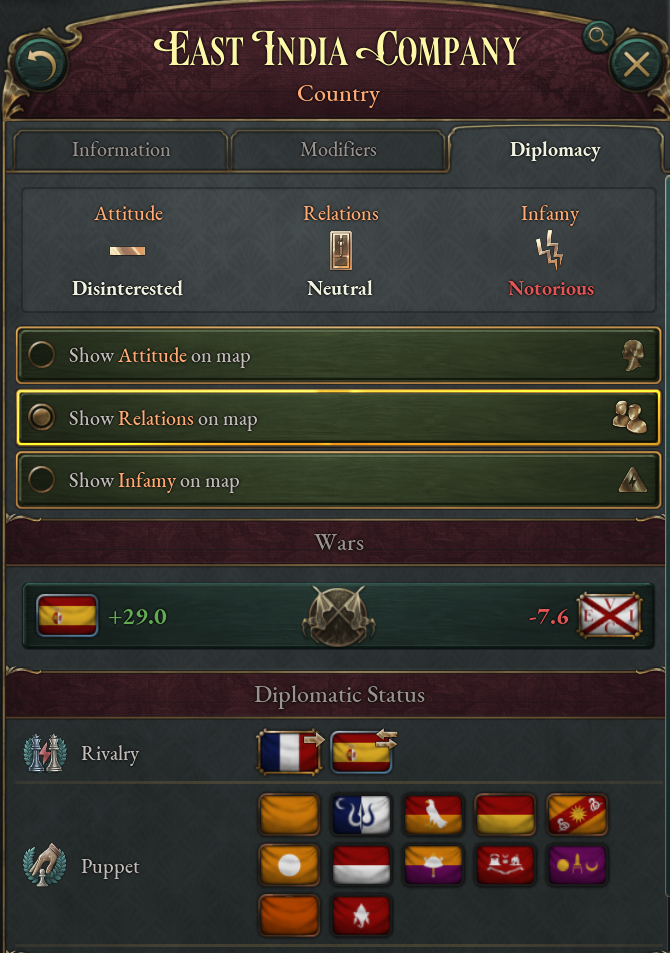 East India Company
Country
Information Modifiers Diplomacy
Attitude Relations Infamy
Disinterested Neutral Notorious
Show Attitude on map
Show Relations on map
Show Infamy on map
Wars
+29.0 -7.6 V E I C
Diplomatic Status
Rivalry
Puppet